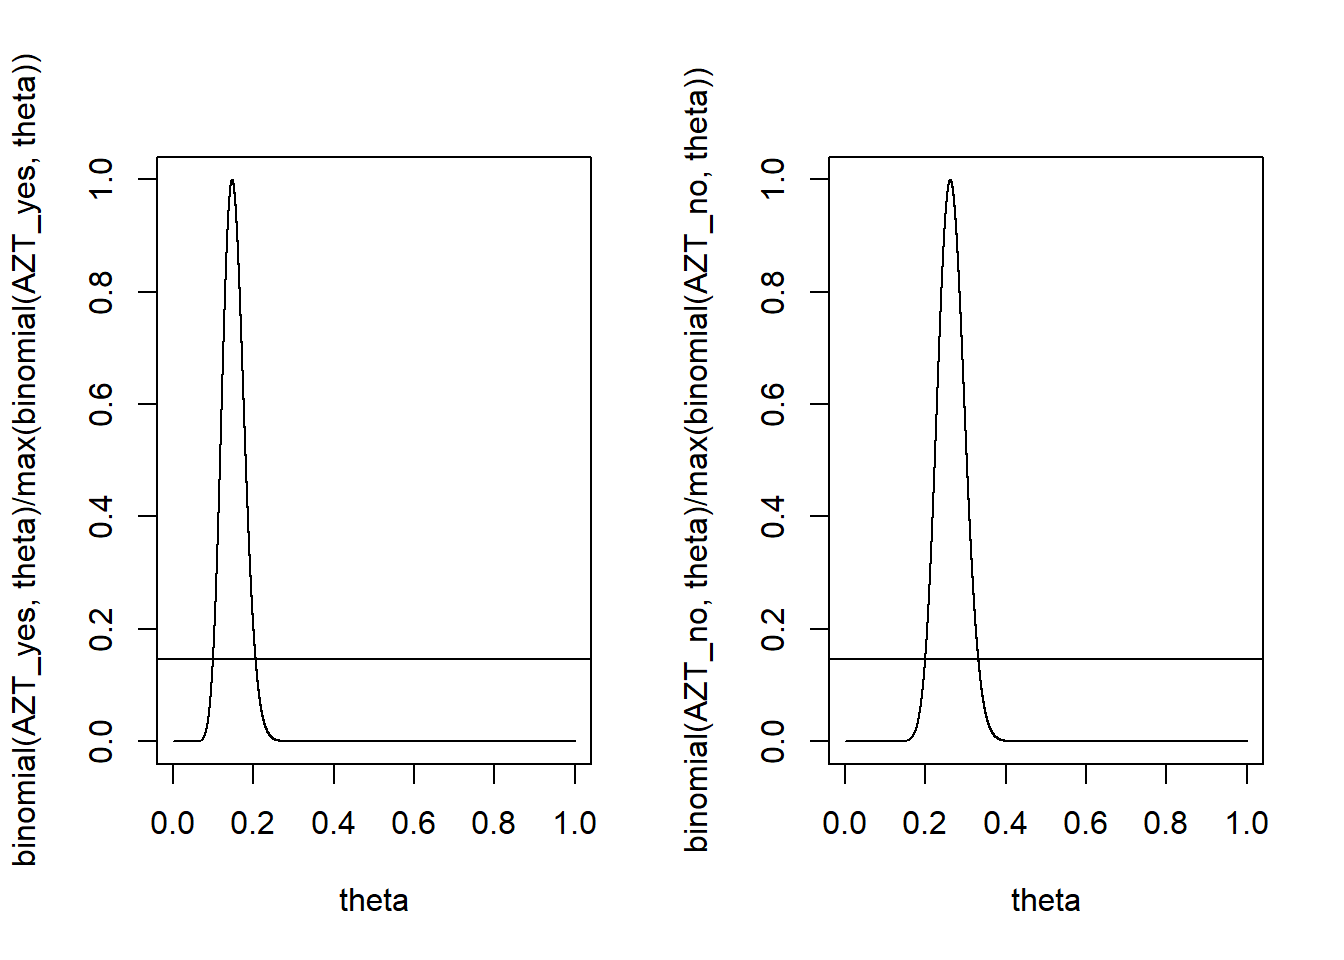 binomial(AZT_yes, theta)/max(binomial(AZT_yes, theta))
1.0
0.8
0.6
0.4
0.2
0.0
0.0 0.2 0.4 0.6 0.8 1.0
theta
binomial(AZT_no, theta)/max(binomial(AZT_no, theta))
1.0
0.8
0.6
0.4
0.2
0.0
0.0 0.2 0.4 0.6 0.8 1.0
theta